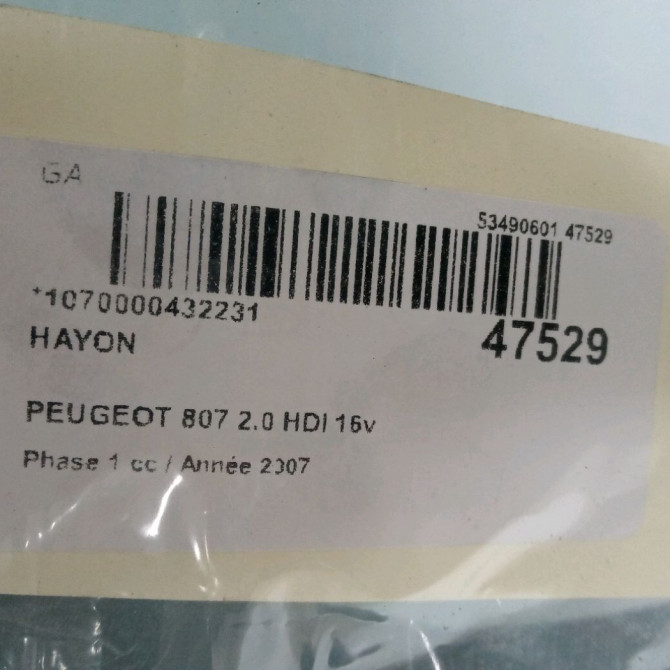 GA
53490601 47529
*1070000432231
47529
HAYON
PEUGEOT 807 2.0 HDI 16v
Phase 1 cc / Année 2007